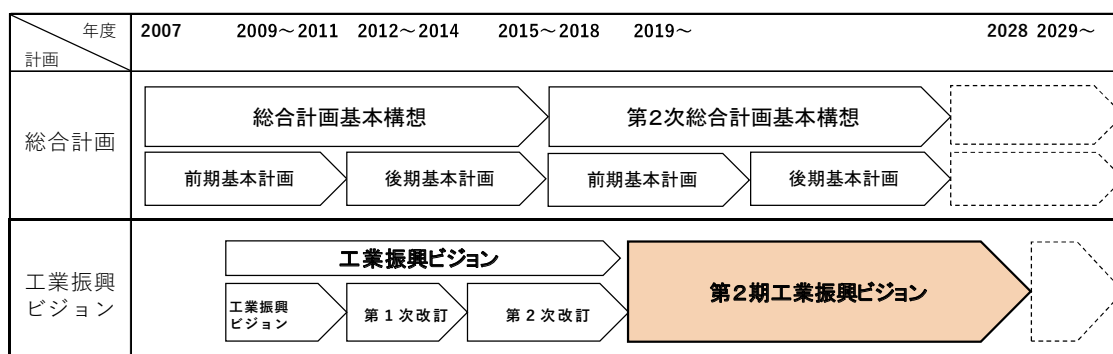 年度
計画
2007 2009～2011 2012～2014 2015～2018 2019～ 2028 2029～
総合計画
総合計画基本構想
第2次総合計画基本構想
前期基本計画
後期基本計画
前期基本計画
後期基本計画
工業振興
ビジョン
工業振興ビジョン
工業振興
ビジョン
第１次改訂
第２次改訂
第2期工業振興ビジョン